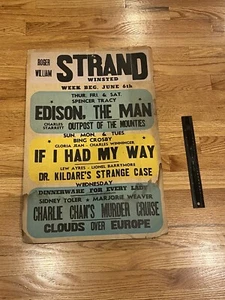 ROGER
WILLIAM
STRAND
WINSTED
WEEK BEG. JUNE 6th
THUR. FRI. & SAT.
SPENCER TRACY
EDISON, THE MAN
CHARLES STARRETT OUTPOST OF THE MOUNTIES
SUN. MON. & TUES.
BING CROSBY
GLORIA JEAN - CHARLES WINNINGER
IF I HAD MY WAY
LEW AYRES - LIONEL BARRYMORE
DR. KILDARE'S STRANGE CASE
WEDNESDAY
DINNERWARE FOR EVERY LADY
SIDNEY TOLER ★ MARJORIE WEAVER
CHARLIE CHAN'S MURDER CRUISE
CLOUDS OVER EUROPE